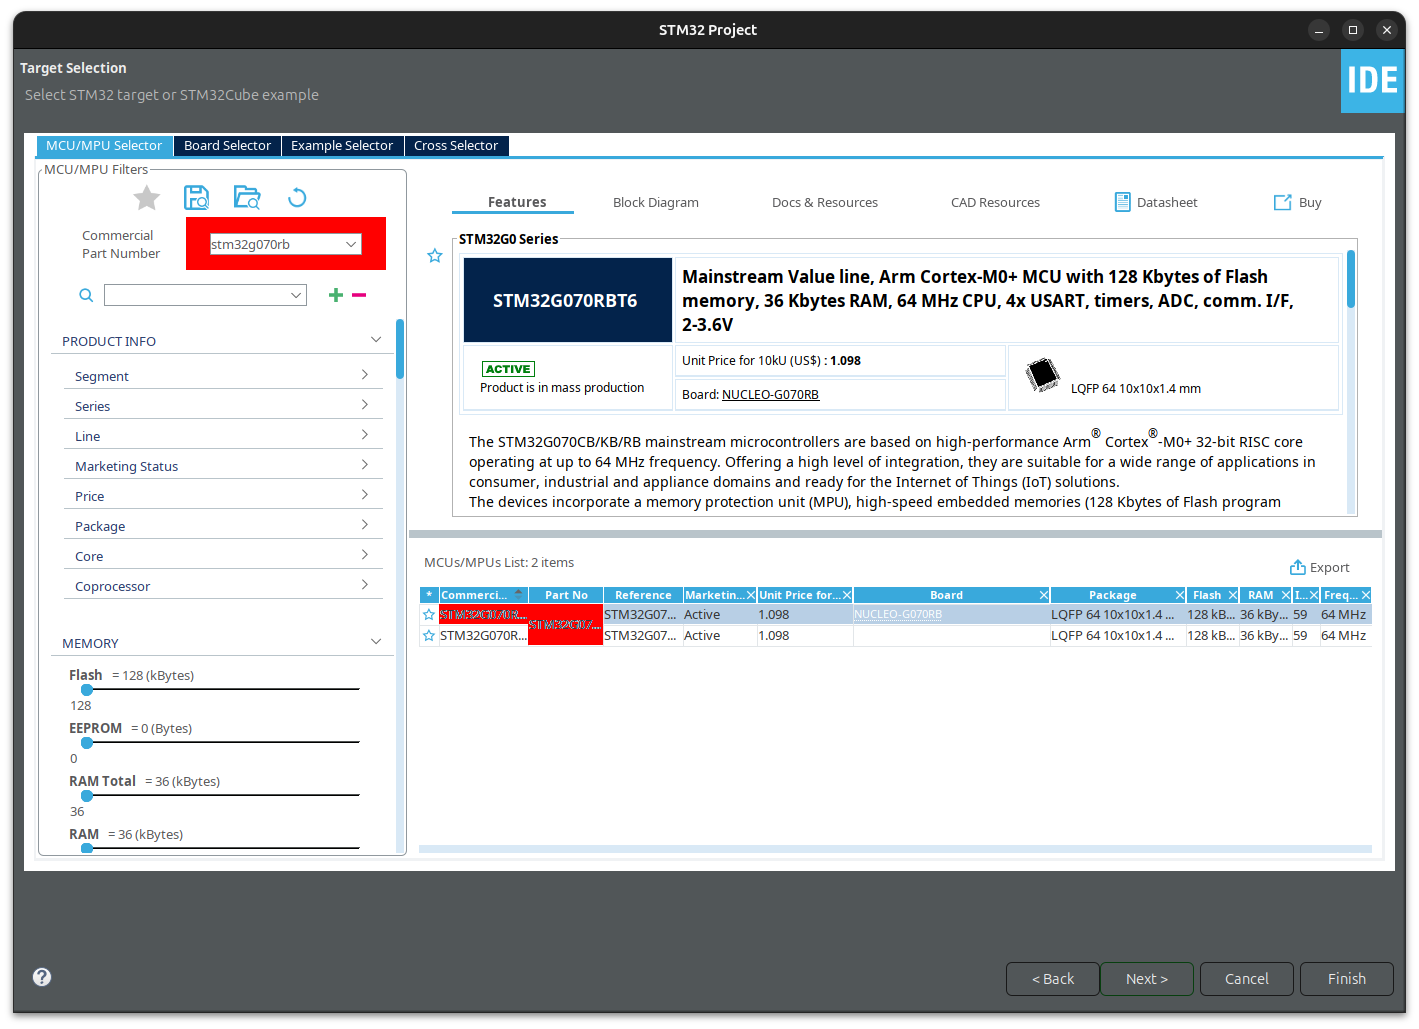 STM32 Project
Target Selection
Select STM32 target or STM32Cube example
IDE
MCU/MPU Selector Board Selector Example Selector Cross Selector
MCU/MPU Filters
Commercial
Part Number
stm32g070rb
PRODUCT INFO
Segment
Series
Line
Marketing Status
Price
Package
Core
Coprocessor
MEMORY
Flash = 128 (kBytes)
128
EEPROM = 0 (Bytes)
0
RAM Total = 36 (kBytes)
36
RAM = 36 (kBytes)
Features Block Diagram Docs & Resources CAD Resources Datasheet Buy
STM32G0 Series
STM32G070RBT6
Mainstream Value line, Arm Cortex-M0+ MCU with 128 Kbytes of Flash
memory, 36 Kbytes RAM, 64 MHz CPU, 4x USART, timers, ADC, comm. I/F,
2-3.6V
ACTIVE
Product is in mass production
Unit Price for 10kU (US$) : 1.098
Board: NUCLEO-G070RB
LQFP 64 10x10x1.4 mm
The STM32G070CB/KB/RB mainstream microcontrollers are based on high-performance Arm® Cortex®-M0+ 32-bit RISC core
operating at up to 64 MHz frequency. Offering a high level of integration, they are suitable for a wide range of applications in
consumer, industrial and appliance domains and ready for the Internet of Things (IoT) solutions.
The devices incorporate a memory protection unit (MPU), high-speed embedded memories (128 Kbytes of Flash program
MCUs/MPUs List: 2 items
Export
* Commerci... Part No Reference Marketin... Unit Price for... Board Package Flash RAM I... Freq...
STM32G07... Active 1.098 NUCLEO-G070RB LQFP 64 10x10x1.4 ... 128 kB... 36 kBy... 59 64 MHz
STM32G070R... STM32G07... Active 1.098 LQFP 64 10x10x1.4 ... 128 kB... 36 kBy... 59 64 MHz
< Back Next > Cancel Finish